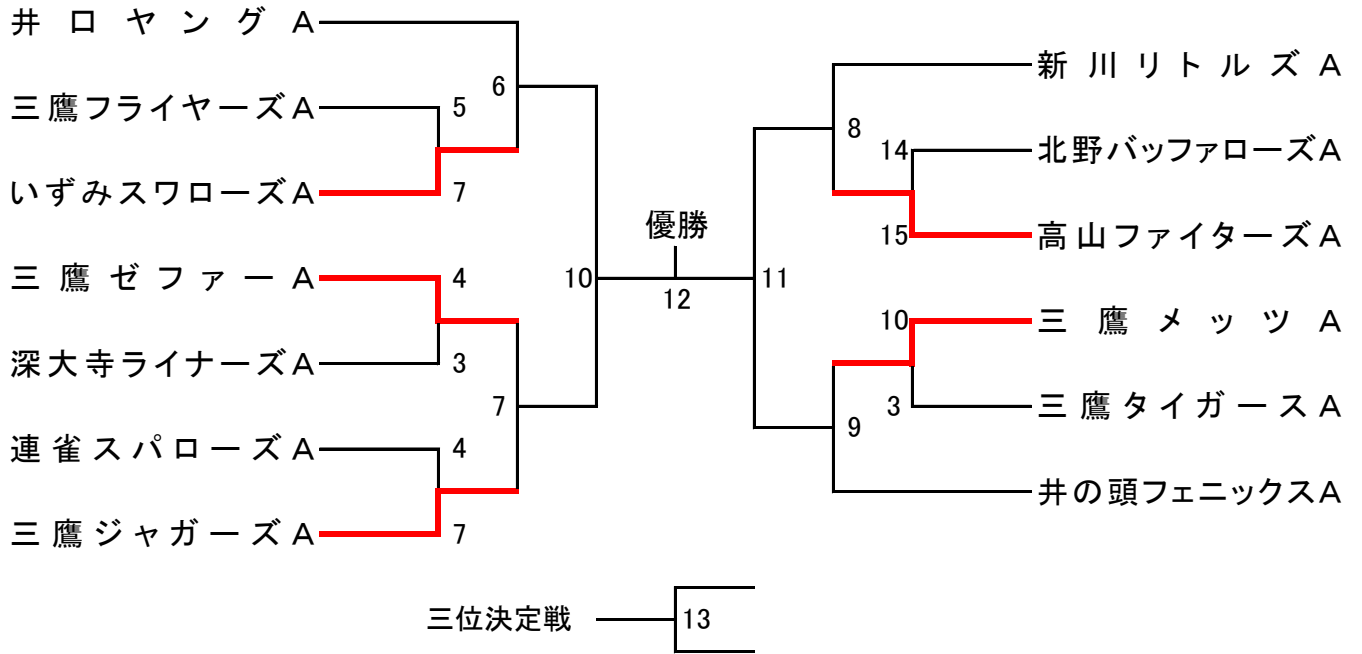 井口ヤングA
三鷹フライヤーズA
いずみスワローズA
三鷹ゼファーA
深大寺ライナーズA
連雀スパローズA
三鷹ジャガーズA
5
7
4
3
4
7
6
7
10
優勝
12
11
8
9
14
15
10
3
新川リトルズA
北野バッファローズA
高山ファイターズA
三鷹メッツA
三鷹タイガースA
井の頭フェニックスA
三位決定戦
13